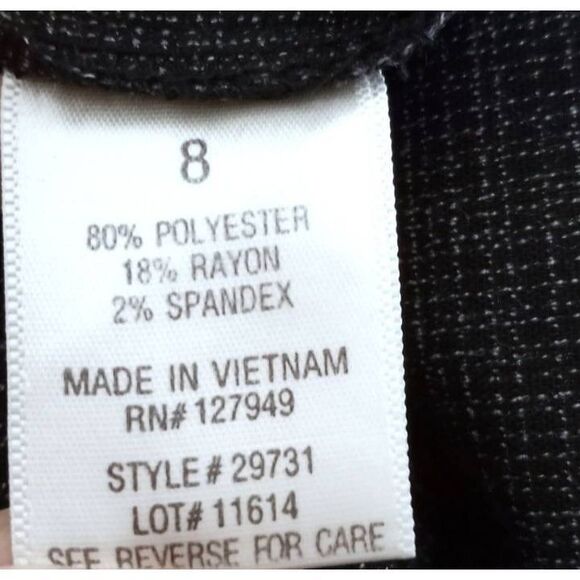 8
80% POLYESTER
18% RAYON
2% SPANDEX
MADE IN VIETNAM
RN# 127949
STYLE# 29731
LOT# 11614
SEE REVERSE FOR CARE